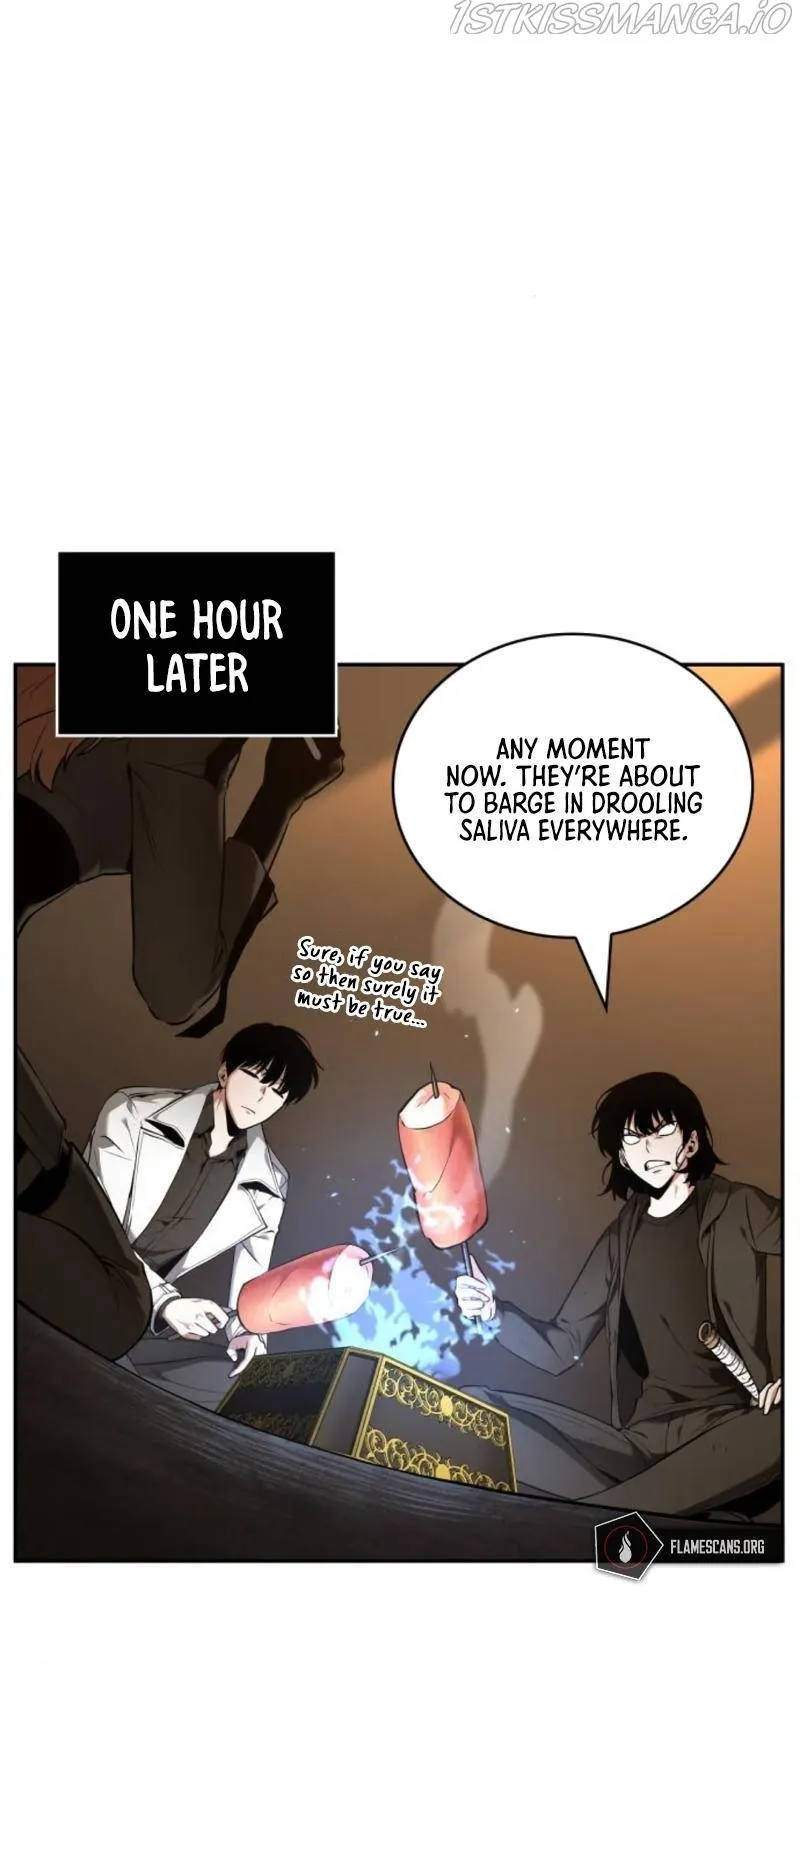 1STKISSMANGA.IO
ONE HOUR
LATER
ANY MOMENT
NOW. THEY'RE ABOUT
TO BARGE IN DROOLING
SALIVA EVERYWHERE.
Sure, if you say
so then surely it
must be true...
FLAMESCANS.ORG